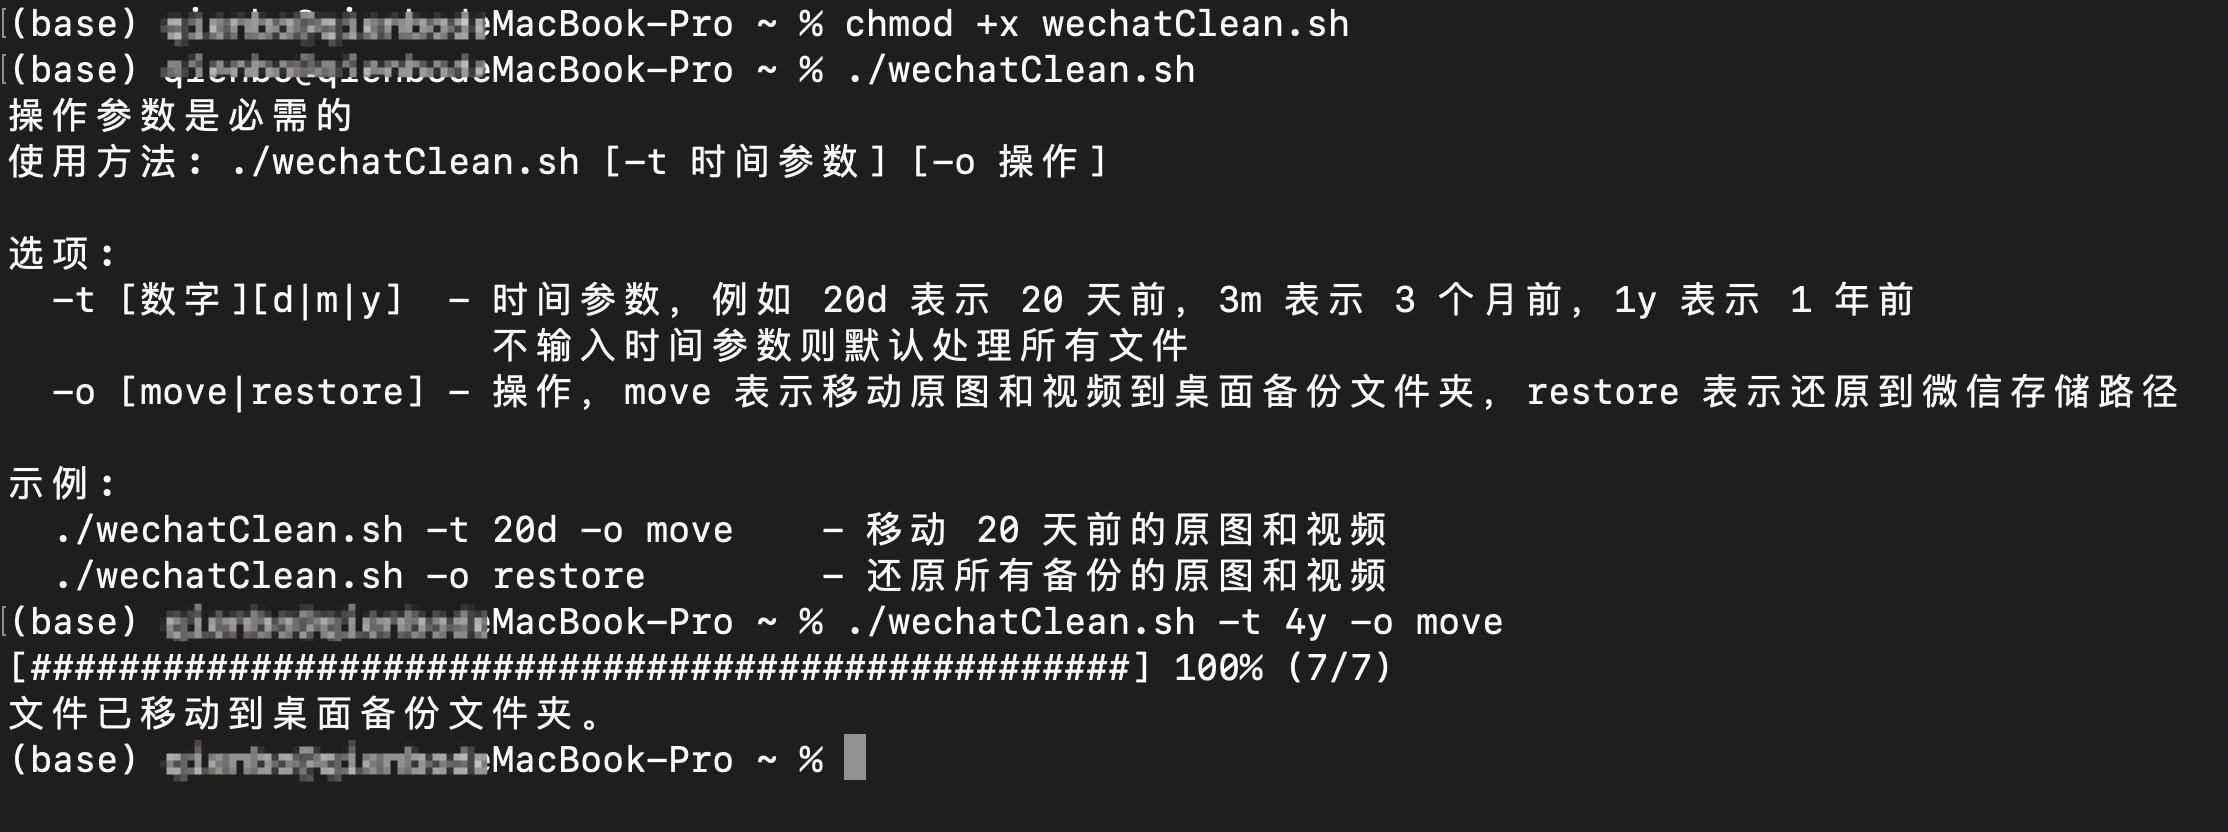 (base) MacBook-Pro ~ % chmod +x wechatClean.sh
(base) MacBook-Pro ~ % ./wechatClean.sh
操作参数是必需的
使用方法: ./wechatClean.sh [-t 时间参数] [-o 操作]
选项:
-t [数字][d|m|y] - 时间参数, 例如 20d 表示 20 天前, 3m 表示 3 个月前, 1y 表示 1 年前
不输入时间参数则默认处理所有文件
-o [move|restore] - 操作, move 表示移动原图和视频到桌面备份文件夹, restore 表示还原到微信存储路径
示例:
./wechatClean.sh -t 20d -o move - 移动 20 天前的原图和视频
./wechatClean.sh -o restore - 还原所有备份的原图和视频
(base) MacBook-Pro ~ % ./wechatClean.sh -t 4y -o move
[##################################################] 100% (7/7)
文件已移动到桌面备份文件夹。
(base) MacBook-Pro ~ %